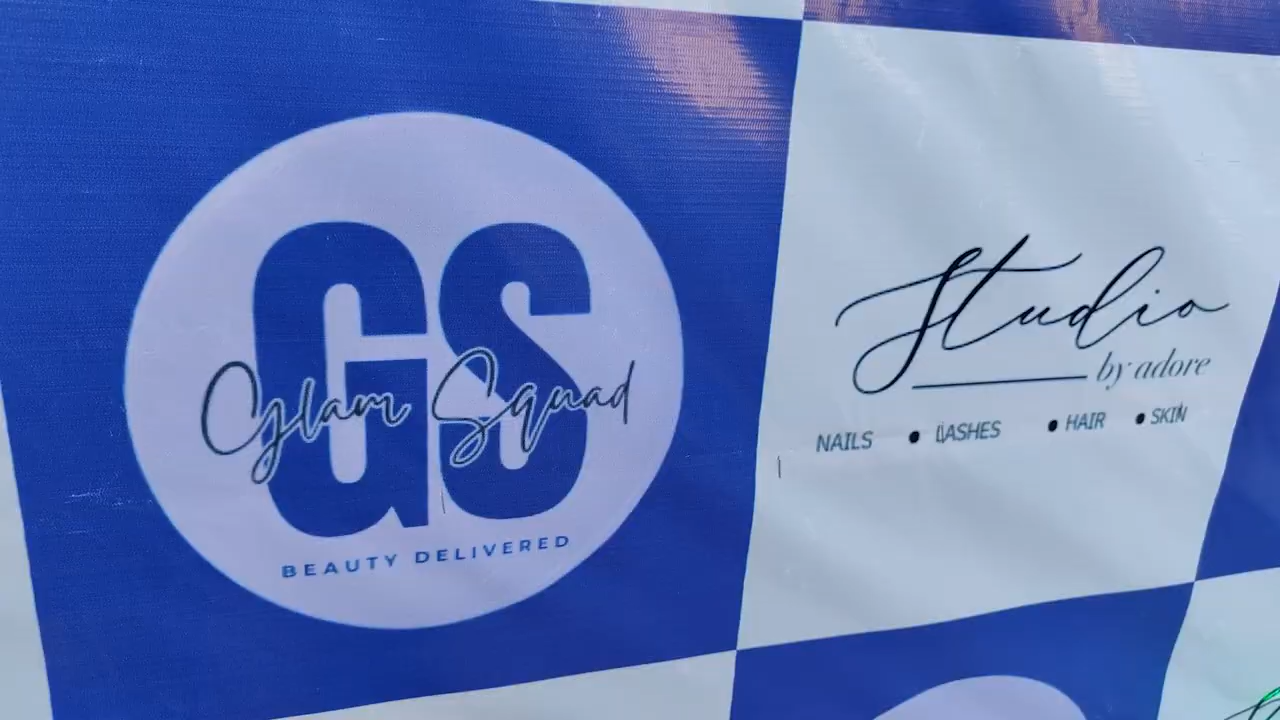 GS
Glam Squad
BEAUTY DELIVERED
Studio
by adore
NAILS • LASHES • HAIR • SKIN